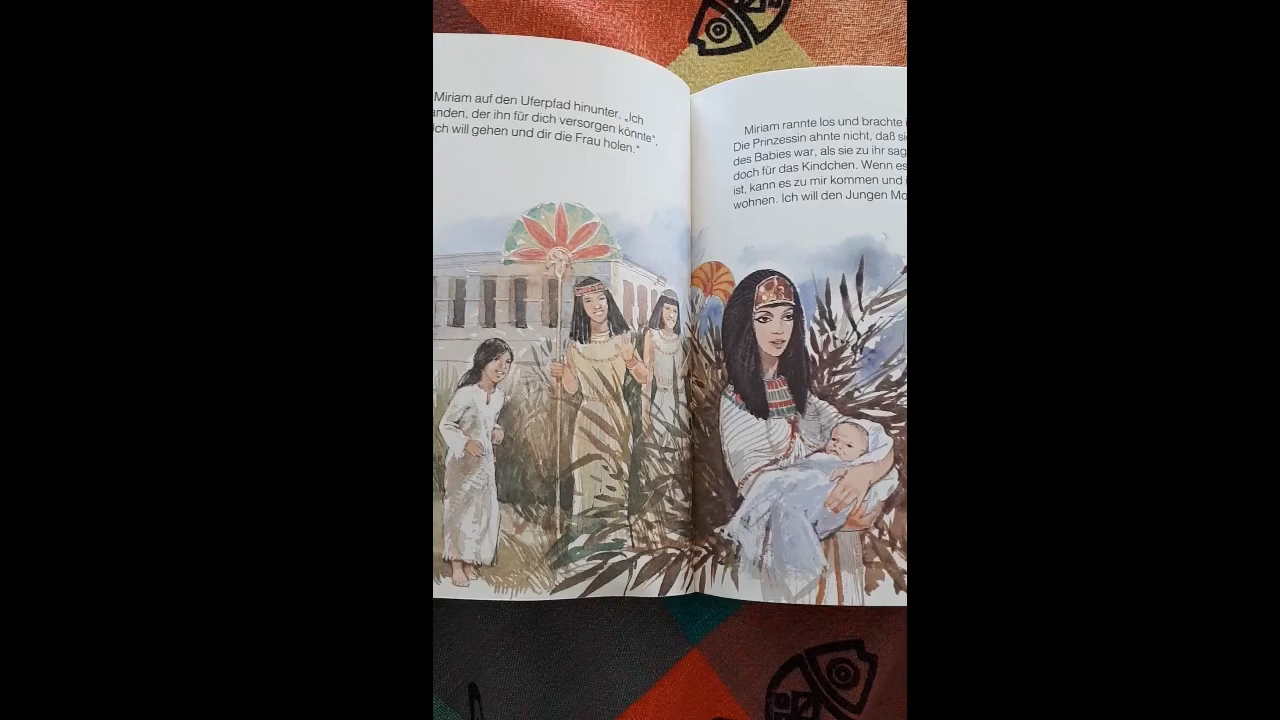 Miriam auf den Uferpfad hinunter. „Ich
anden, der ihn für dich versorgen könnte“,
Ich will gehen und dir die Frau holen.“
Miriam rannte los und brachte
Die Prinzessin ahnte nicht, daß
des Babies war, als sie zu ihr sag
doch für das Kindchen. Wenn es
ist, kann es zu mir kommen und
wohnen. Ich will den Jungen Mo